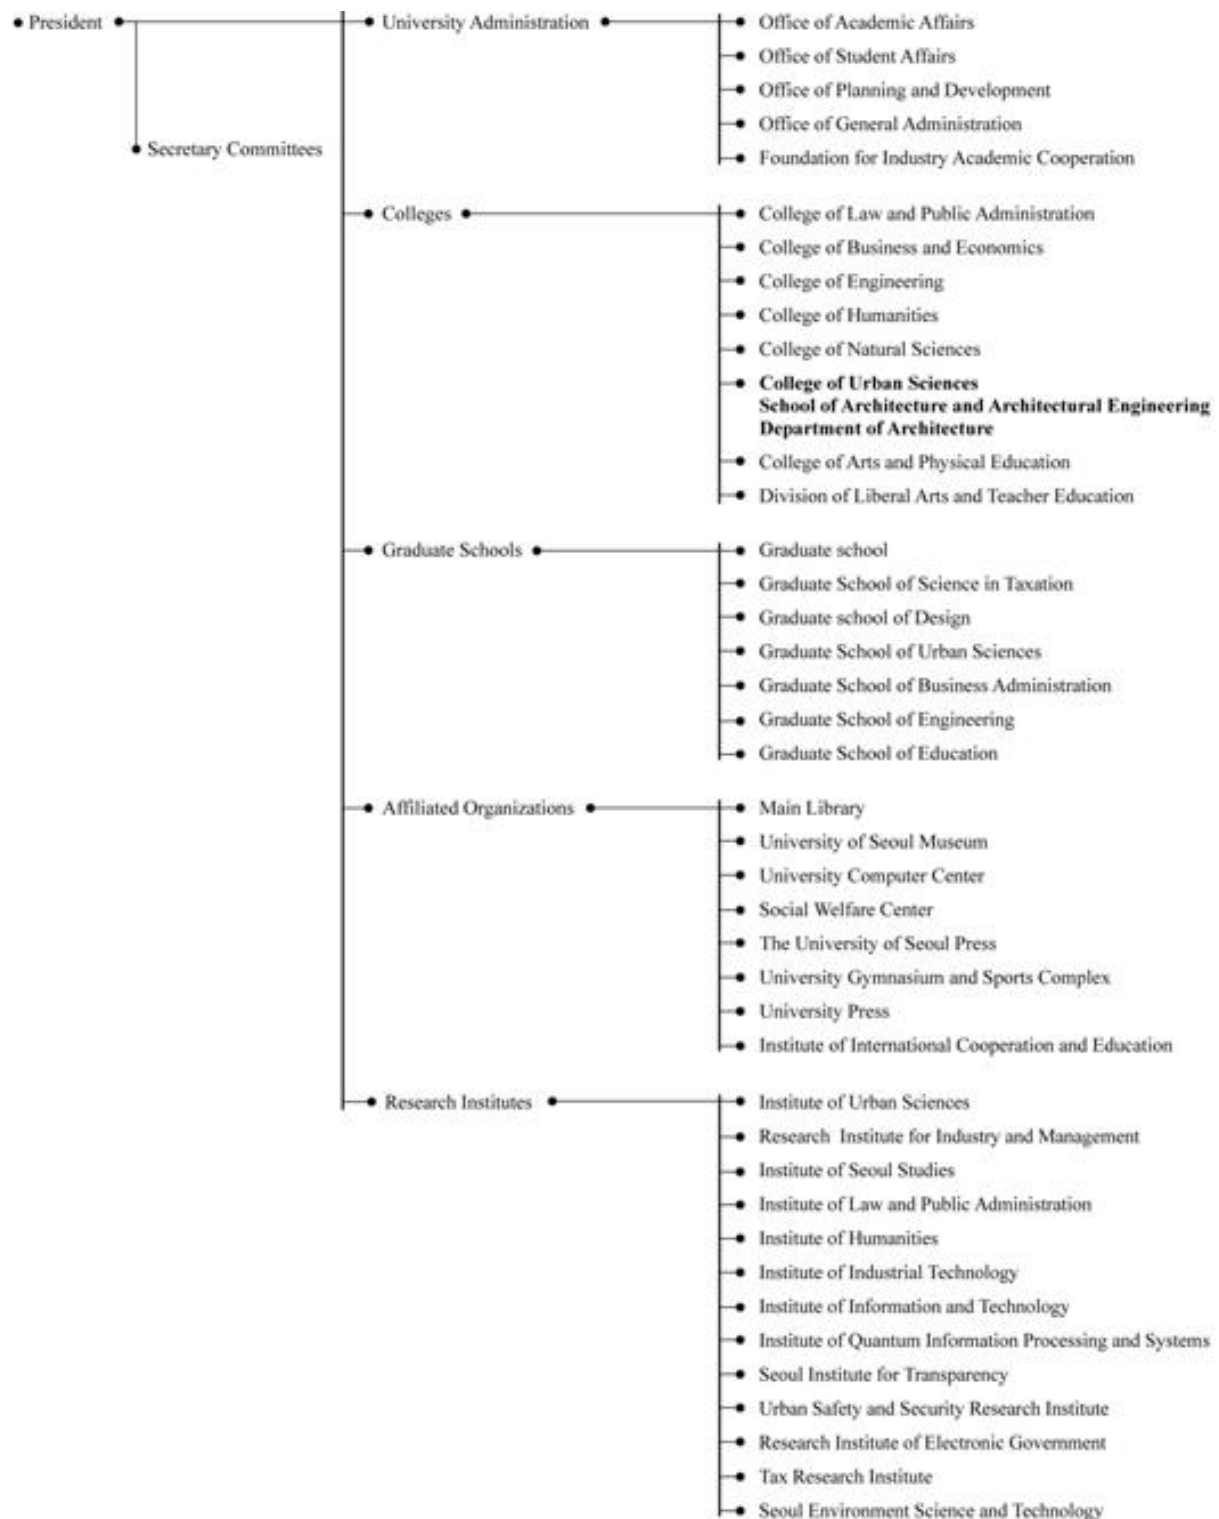 President
University Administration
Office of Academic Affairs
Office of Student Affairs
Office of Planning and Development
Office of General Administration
Secretary Committees
Foundation for Industry Academic Cooperation
Colleges
College of Law and Public Administration
College of Business and Economics
College of Engineering
College of Humanities
College of Natural Sciences
College of Urban Sciences
School of Architecture and Architectural Engineering
Department of Architecture
College of Arts and Physical Education
Division of Liberal Arts and Teacher Education
Graduate Schools
Graduate school
Graduate School of Science in Taxation
Graduate school of Design
Graduate School of Urban Sciences
Graduate School of Business Administration
Graduate School of Engineering
Graduate School of Education
Affiliated Organizations
Main Library
University of Seoul Museum
University Computer Center
Social Welfare Center
The University of Seoul Press
University Gymnasium and Sports Complex
University Press
Institute of International Cooperation and Education
Research Institutes
Institute of Urban Sciences
Research Institute for Industry and Management
Institute of Seoul Studies
Institute of Law and Public Administration
Institute of Humanities
Institute of Industrial Technology
Institute of Information and Technology
Institute of Quantum Information Processing and Systems
Seoul Institute for Transparency
Urban Safety and Security Research Institute
Research Institute of Electronic Government
Tax Research Institute
Seoul Environment Science and Technology